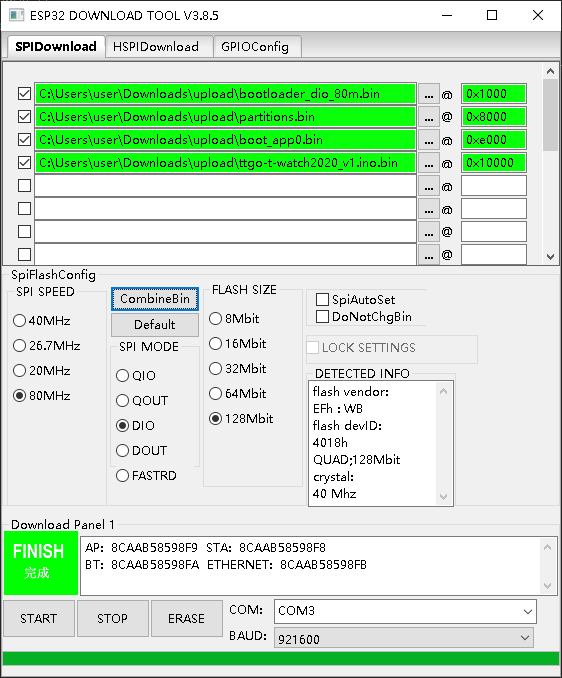 ESP32 DOWNLOAD TOOL V3.8.5
SPIDownload HSPIDownload GPIOConfig
C:\Users\user\Downloads\upload\bootloader_dio_80m.bin ... @ 0x1000
C:\Users\user\Downloads\upload\partitions.bin ... @ 0x8000
C:\Users\user\Downloads\upload\boot_app0.bin ... @ 0xe000
C:\Users\user\Downloads\upload\ttgo-t-watch2020_v1.ino.bin ... @ 0x10000
... @
... @
... @
... @
SpiFlashConfig
SPI SPEED
40MHz
26.7MHz
20MHz
80MHz
CombineBin
Default
SPI MODE
QIO
QOUT
DIO
DOUT
FASTRD
FLASH SIZE
8Mbit
16Mbit
32Mbit
64Mbit
128Mbit
SpiAutoSet
DoNotChgBin
LOCK SETTINGS
DETECTED INFO
flash vendor:
EFh : WB
flash devID:
4018h
QUAD;128Mbit
crystal:
40 Mhz
Download Panel 1
FINISH
完成
AP: 8CAAB58598F9 STA: 8CAAB58598F8
BT: 8CAAB58598FA ETHERNET: 8CAAB58598FB
START STOP ERASE
COM: COM3
BAUD: 921600